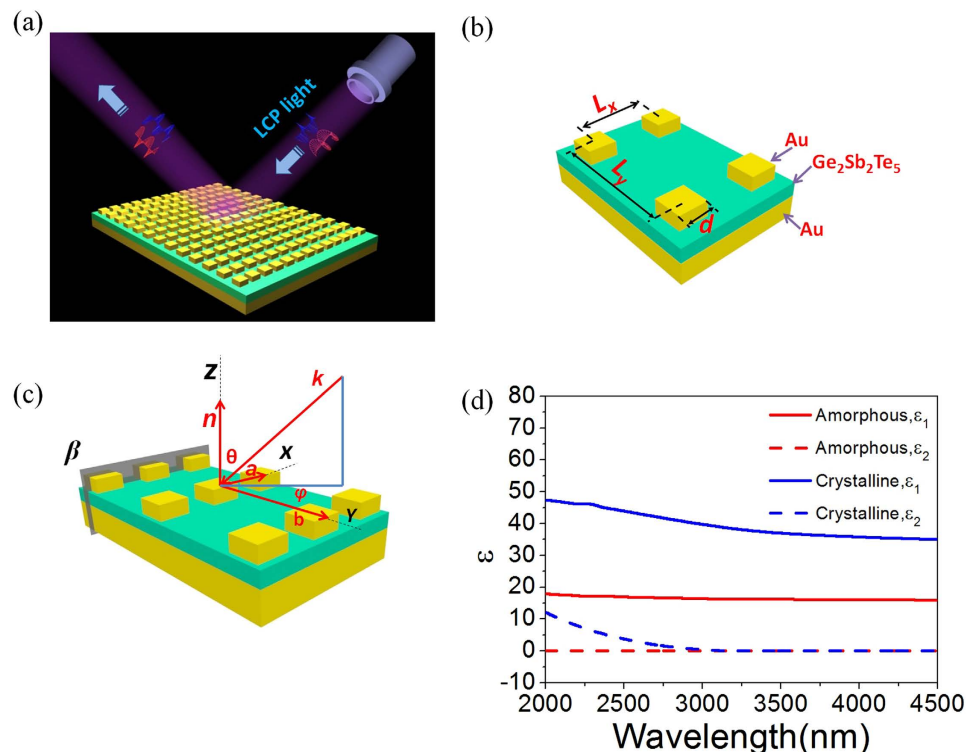 (a)
LCP light
(b)
Lx
Ly
d
Au
Ge2Sb2Te5
Au
(c)
Z
k
n
β
θ
a
X
φ
b
Y
(d)
80
70
60
50
40
30
20
10
0
-10
ε
Amorphous,ε1
Amorphous,ε2
Crystalline,ε1
Crystalline,ε2
2000 2500 3000 3500 4000 4500
Wavelength(nm)